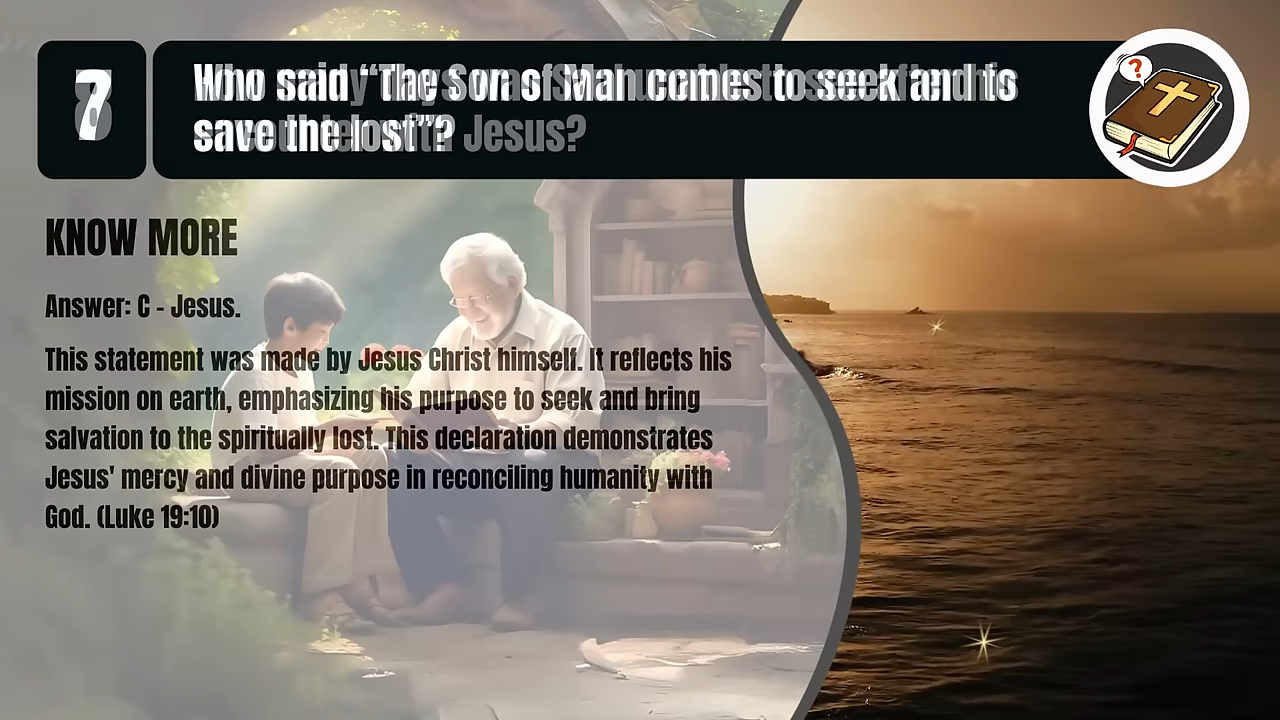 7
Who said “The Son of Man comes to seek and to
save the lost”?
Jesus?
?
KNOW MORE
Answer: C - Jesus.
This statement was made by Jesus Christ himself. It reflects his
mission on earth, emphasizing his purpose to seek and bring
salvation to the spiritually lost. This declaration demonstrates
Jesus' mercy and divine purpose in reconciling humanity with
God. (Luke 19:10)